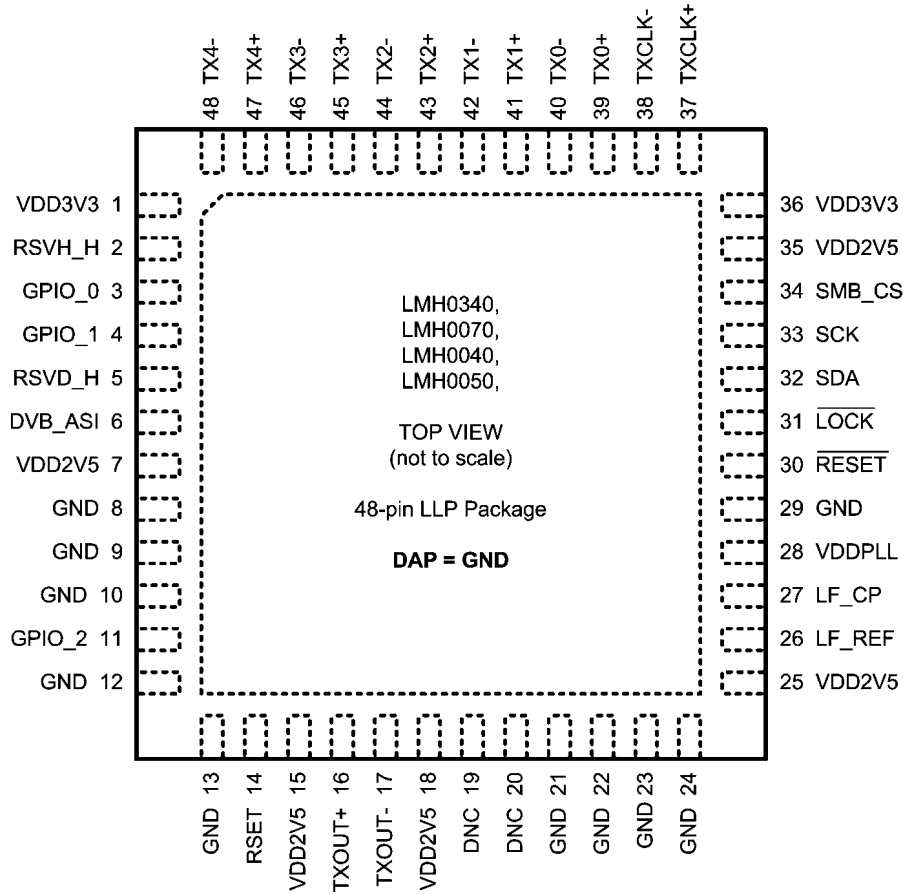 48 TX4-
47 TX4+
46 TX3-
45 TX3+
44 TX2-
43 TX2+
42 TX1-
41 TX1+
40 TX0-
39 TX0+
38 TXCLK-
37 TXCLK+
VDD3V3 1
RSVH_H 2
GPIO_0 3
GPIO_1 4
RSVD_H 5
DVB_ASI 6
VDD2V5 7
GND 8
GND 9
GND 10
GPIO_2 11
GND 12
LMH0340,
LMH0070,
LMH0040,
LMH0050,
TOP VIEW
(not to scale)
48-pin LLP Package
DAP = GND
36 VDD3V3
35 VDD2V5
34 SMB_CS
33 SCK
32 SDA
31 LOCK
30 RESET
29 GND
28 VDDPLL
27 LF_CP
26 LF_REF
25 VDD2V5
GND 13
RSET 14
VDD2V5 15
TXOUT+ 16
TXOUT- 17
VDD2V5 18
DNC 19
DNC 20
GND 21
GND 22
GND 23
GND 24